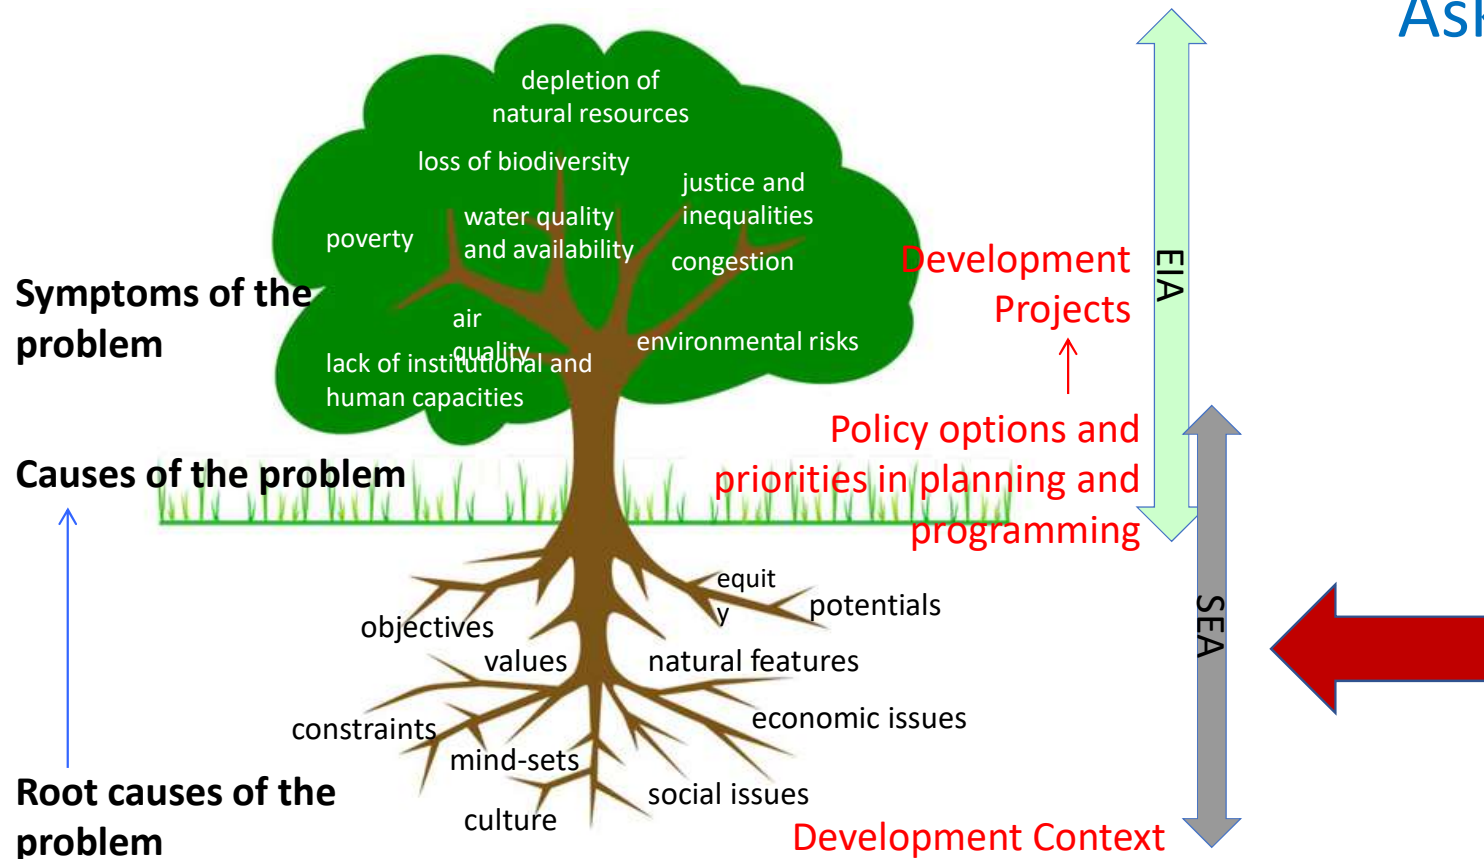 Ask
depletion of
natural resources
loss of biodiversity
justice and
inequalities
water quality
and availability
poverty
congestion
air
quality
environmental risks
lack of institutional and
human capacities
Symptoms of the
problem
Development
Projects
EIA
Policy options and
priorities in planning and
programming
Causes of the problem
equit
y
potentials
objectives
values
natural features
SEA
constraints
economic issues
mind-sets
social issues
culture
Root causes of the
problem
Development Context